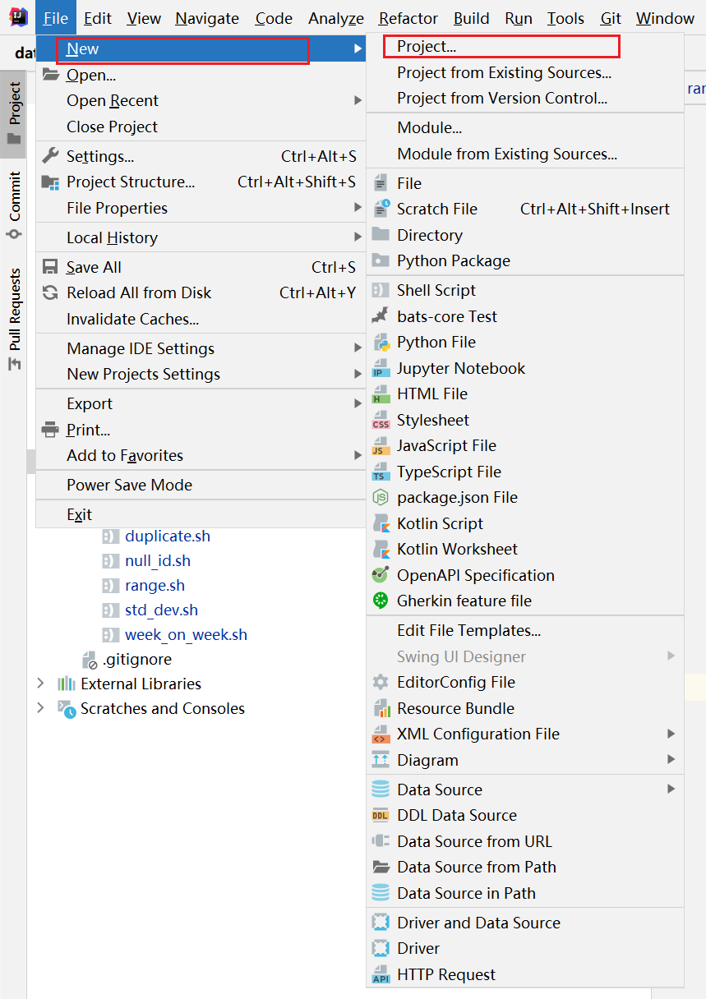 File Edit View Navigate Code Analyze Refactor Build Run Tools Git Window
dat
ran
Project
Commit
Pull Requests
New
Open...
Open Recent
Close Project
Settings... Ctrl+Alt+S
Project Structure... Ctrl+Alt+Shift+S
File Properties
Local History
Save All Ctrl+S
Reload All from Disk Ctrl+Alt+Y
Invalidate Caches...
Manage IDE Settings
New Projects Settings
Export
Print...
Add to Favorites
Power Save Mode
Exit
duplicate.sh
null_id.sh
range.sh
std_dev.sh
week_on_week.sh
.gitignore
External Libraries
Scratches and Consoles
Project...
Project from Existing Sources...
Project from Version Control...
Module...
Module from Existing Sources...
File
Scratch File Ctrl+Alt+Shift+Insert
Directory
Python Package
Shell Script
bats-core Test
Python File
IP Jupyter Notebook
H HTML File
CSS Stylesheet
JS JavaScript File
TS TypeScript File
JS package.json File
Kotlin Script
Kotlin Worksheet
OpenAPI Specification
Gherkin feature file
Edit File Templates...
Swing UI Designer
EditorConfig File
Resource Bundle
XML Configuration File
Diagram
Data Source
DDL DDL Data Source
Data Source from URL
Data Source from Path
Data Source in Path
Driver and Data Source
Driver
API HTTP Request